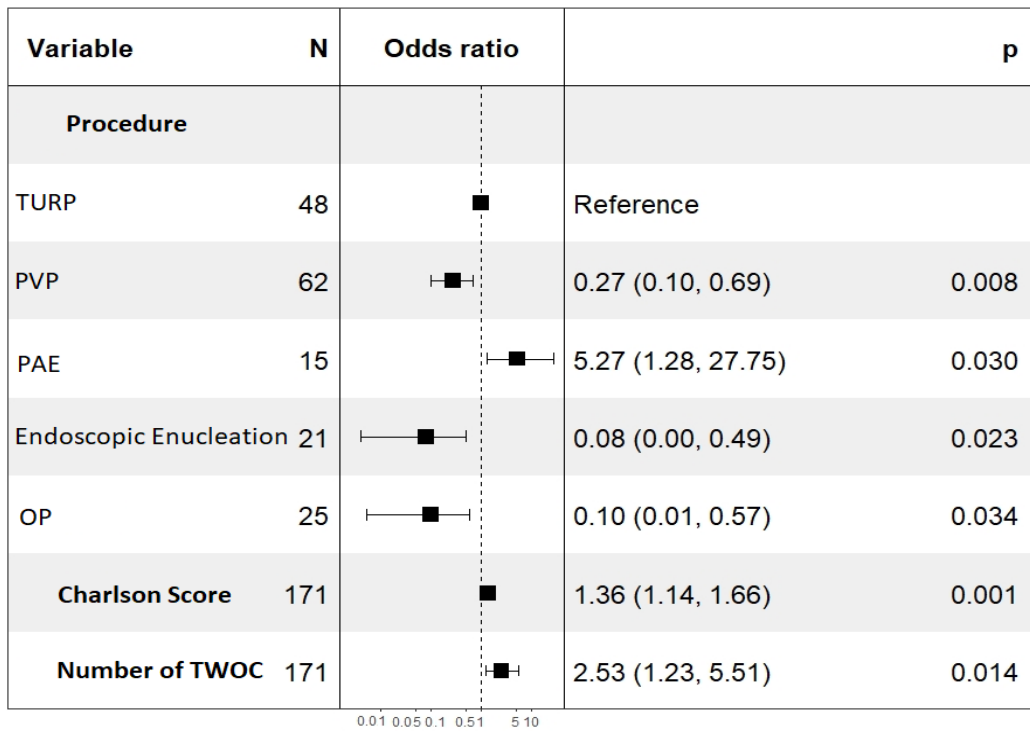 Variable N Odds ratio p
Procedure
TURP 48 Reference
PVP 62 0.27 (0.10, 0.69) 0.008
PAE 15 5.27 (1.28, 27.75) 0.030
Endoscopic Enucleation 21 0.08 (0.00, 0.49) 0.023
OP 25 0.10 (0.01, 0.57) 0.034
Charlson Score 171 1.36 (1.14, 1.66) 0.001
Number of TWOC 171 2.53 (1.23, 5.51) 0.014
0.01 0.05 0.1 0.5 1 5 10